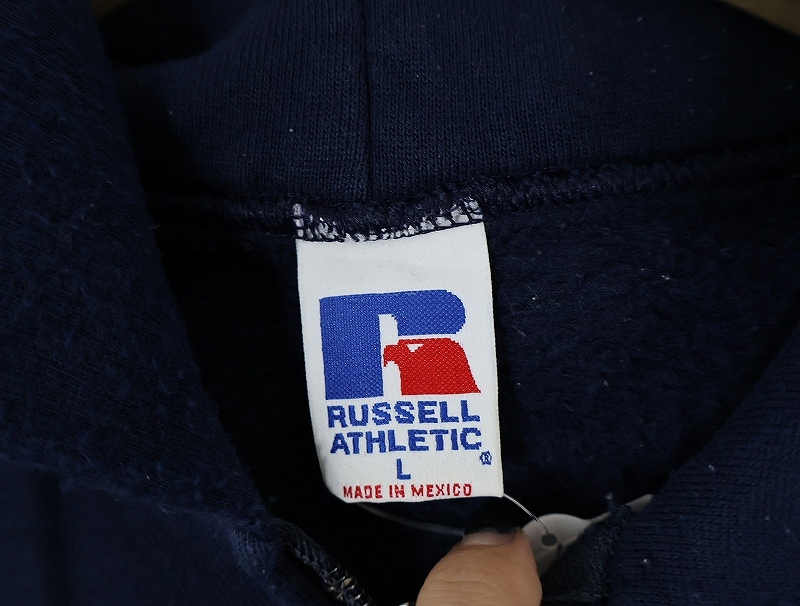 RUSSELL
ATHLETIC
®
L
MADE IN MEXICO